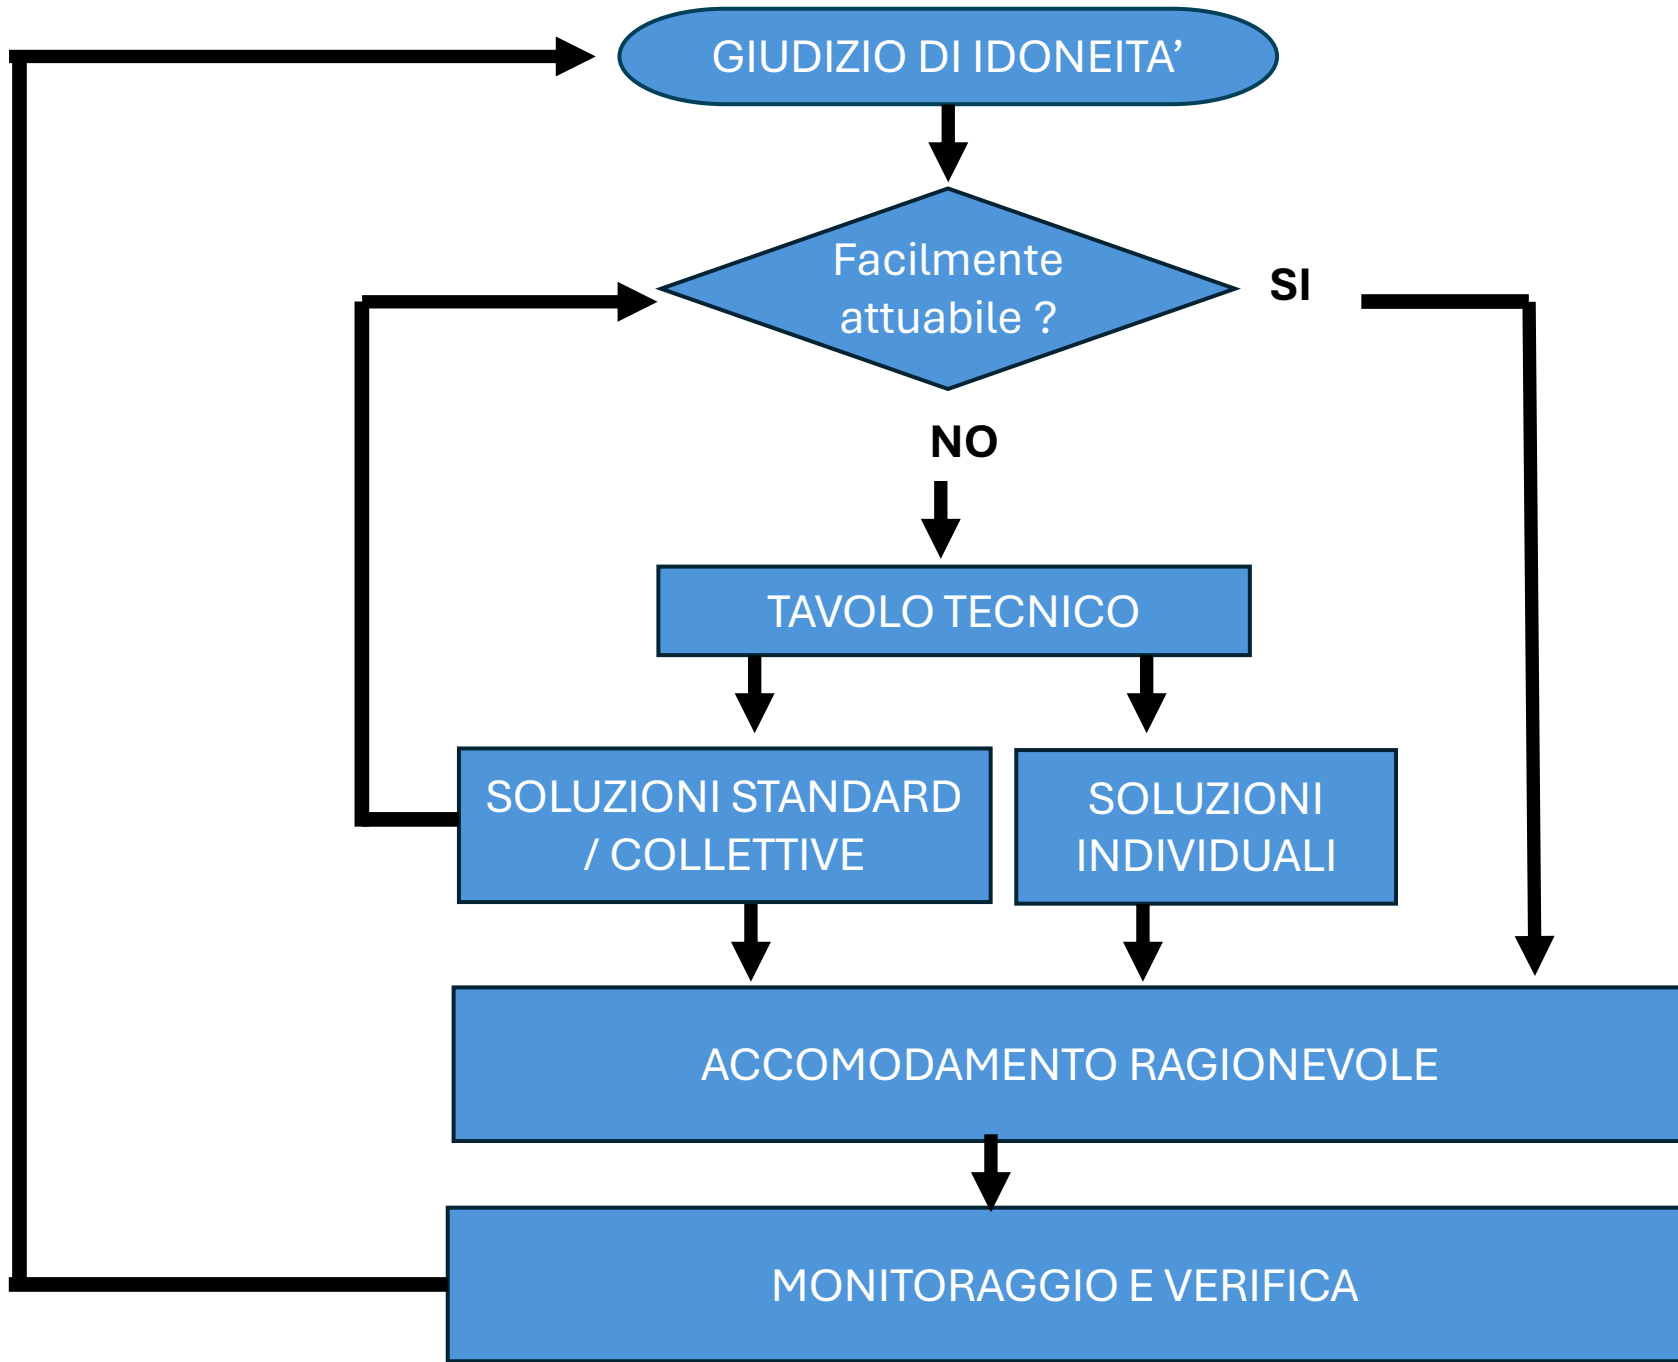 GIUDIZIO DI IDONEITA’
Facilmente
attuabile ?
SI
NO
TAVOLO TECNICO
SOLUZIONI STANDARD
/ COLLETTIVE
SOLUZIONI
INDIVIDUALI
ACCOMODAMENTO RAGIONEVOLE
MONITORAGGIO E VERIFICA